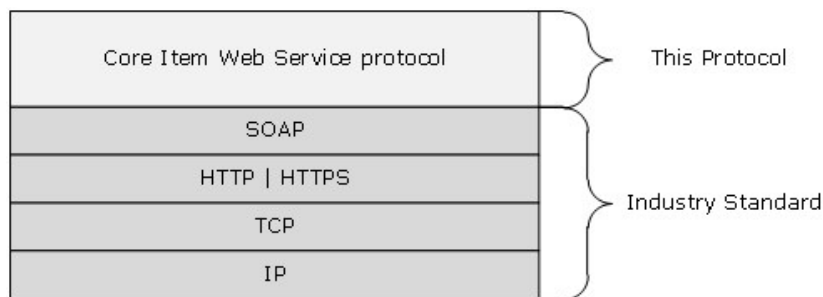 Core Item Web Service protocol
This Protocol
SOAP
HTTP | HTTPS
Industry Standard
TCP
IP